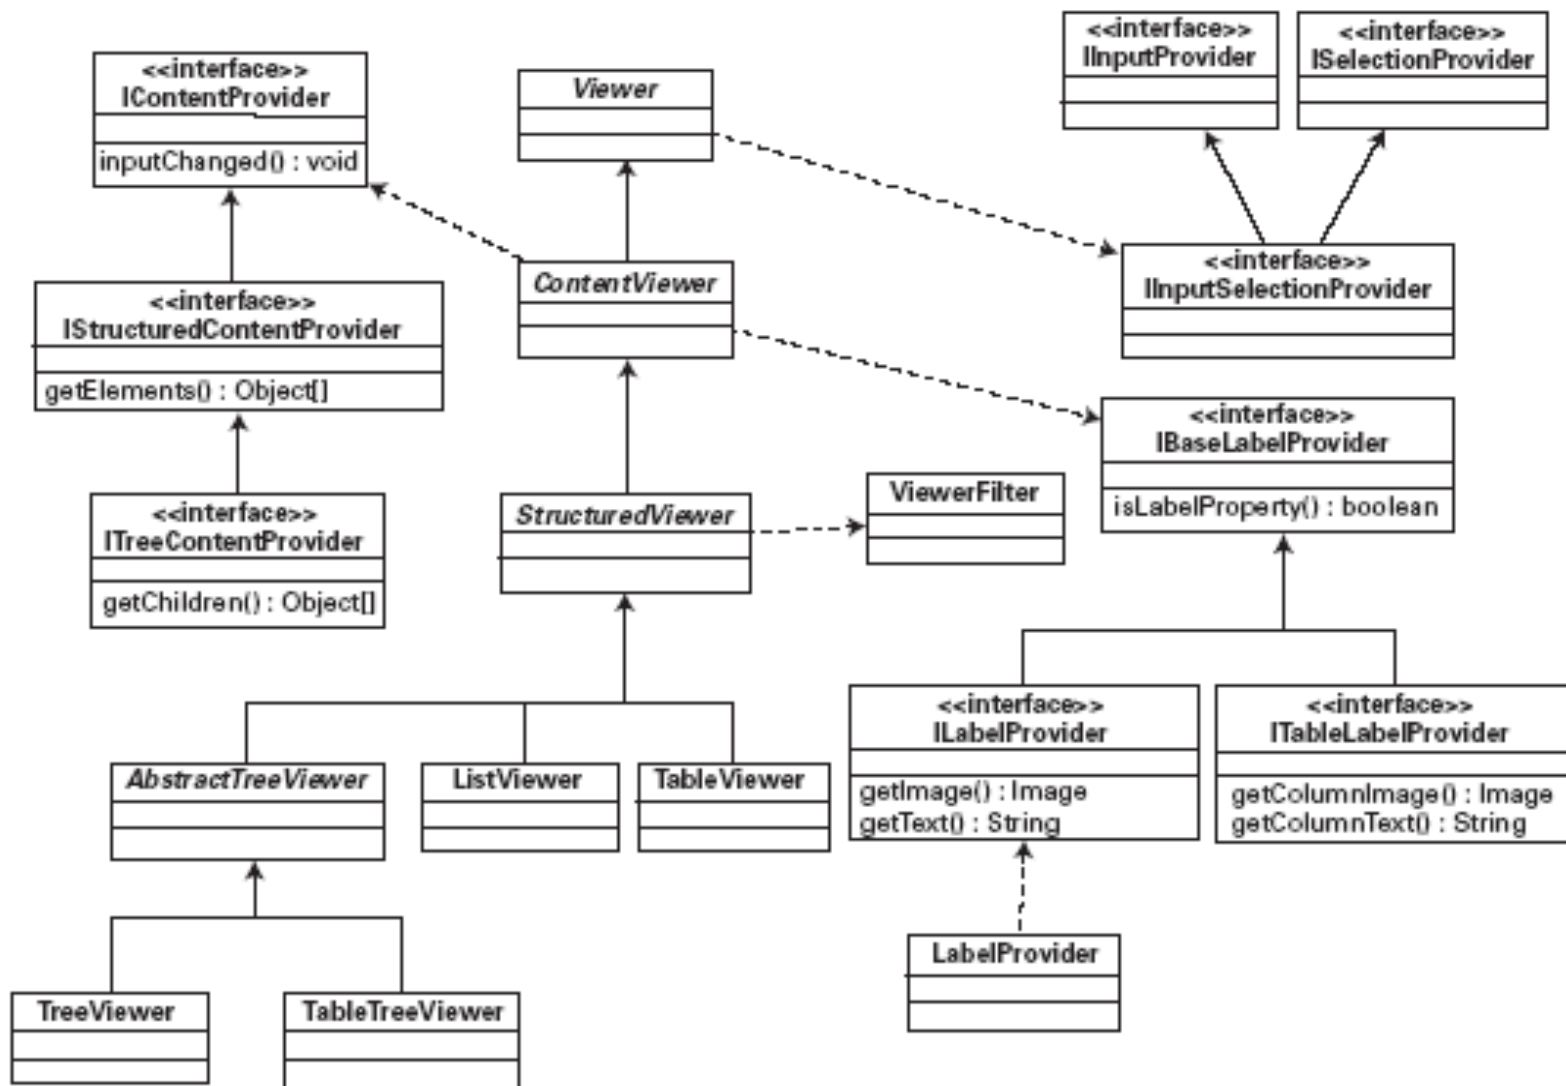 <<interface>>
IContentProvider
inputChanged() : void
Viewer
<<interface>>
IInputProvider
<<interface>>
ISelectionProvider
<<interface>>
IStructuredContentProvider
getElements() : Object[]
ContentViewer
<<interface>>
IInputSelectionProvider
<<interface>>
ITreeContentProvider
getChildren() : Object[]
StructuredViewer
ViewerFilter
<<interface>>
IBaseLabelProvider
isLabelProperty() : boolean
AbstractTreeViewer
ListViewer
TableViewer
<<interface>>
ILabelProvider
getImage() : Image
getText() : String
<<interface>>
ITableLabelProvider
getColumnImage() : Image
getColumnText() : String
TreeViewer
TableTreeViewer
LabelProvider